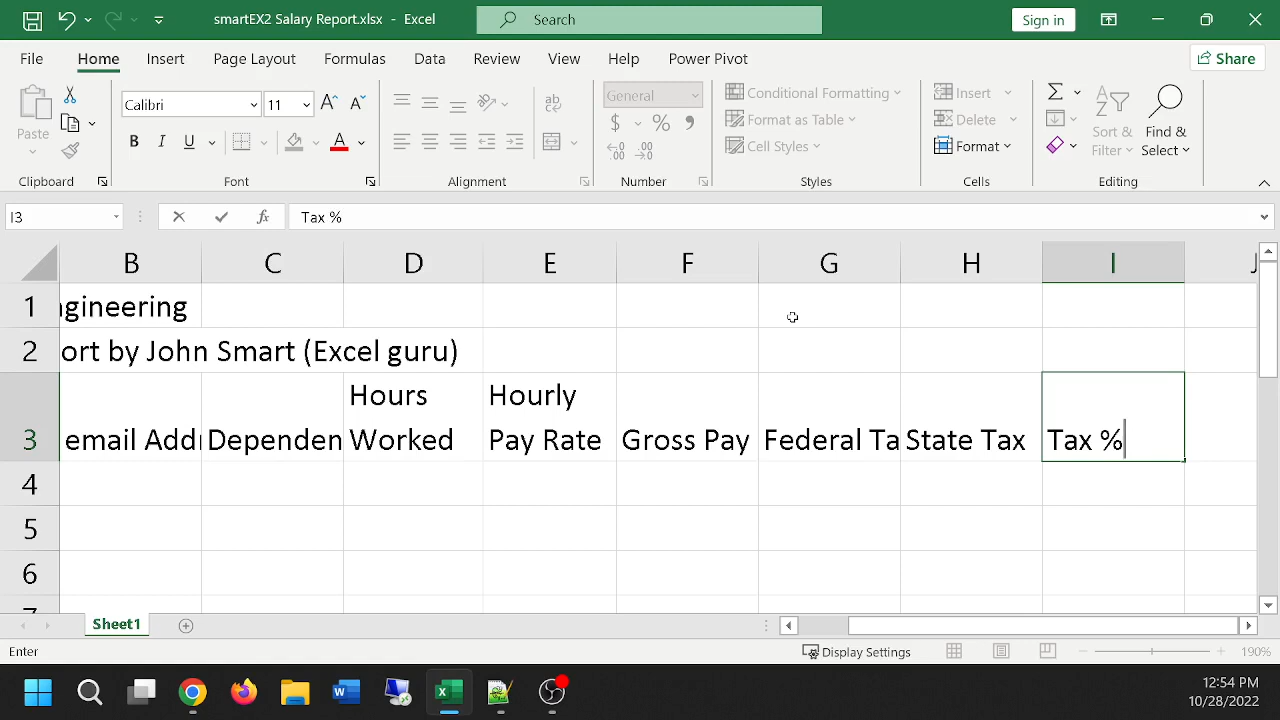 smartEX2 Salary Report.xlsx - Excel
Search
Sign in
File Home Insert Page Layout Formulas Data Review View Help Power Pivot
Share
Paste
Calibri 11
General
Conditional Formatting
Format as Table
Cell Styles
Insert
Delete
Format
Sort & Filter
Find & Select
Clipboard Font Alignment Number Styles Cells Editing
I3 fx Tax %
B C D E F G H I J
1 ngineering
2 ort by John Smart (Excel guru)
Hours Hourly
3 email Addr Dependen Worked Pay Rate Gross Pay Federal Ta State Tax Tax %
4
5
6
7
Sheet1
Enter Display Settings 190%
12:54 PM
10/28/2022